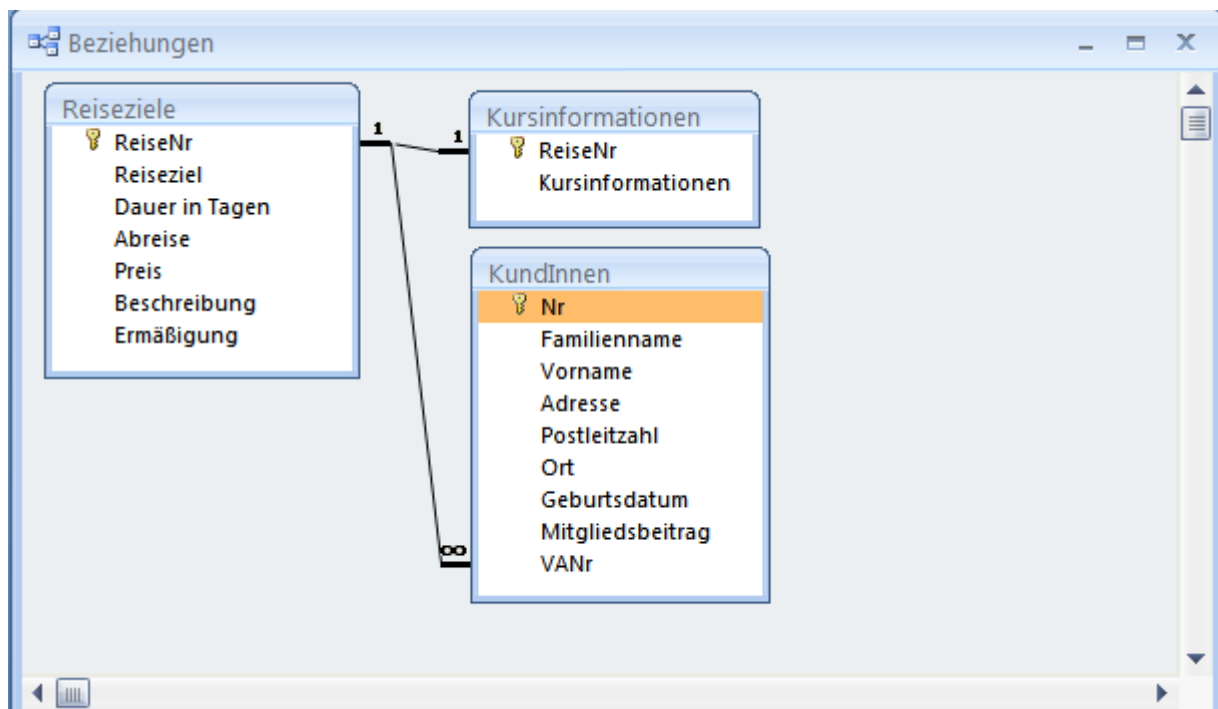 Beziehungen
Reiseziele
ReiseNr
Reiseziel
Dauer in Tagen
Abreise
Preis
Beschreibung
Ermäßigung
1
1
∞
Kursinformationen
ReiseNr
Kursinformationen
KundInnen
Nr
Familienname
Vorname
Adresse
Postleitzahl
Ort
Geburtsdatum
Mitgliedsbeitrag
VANr